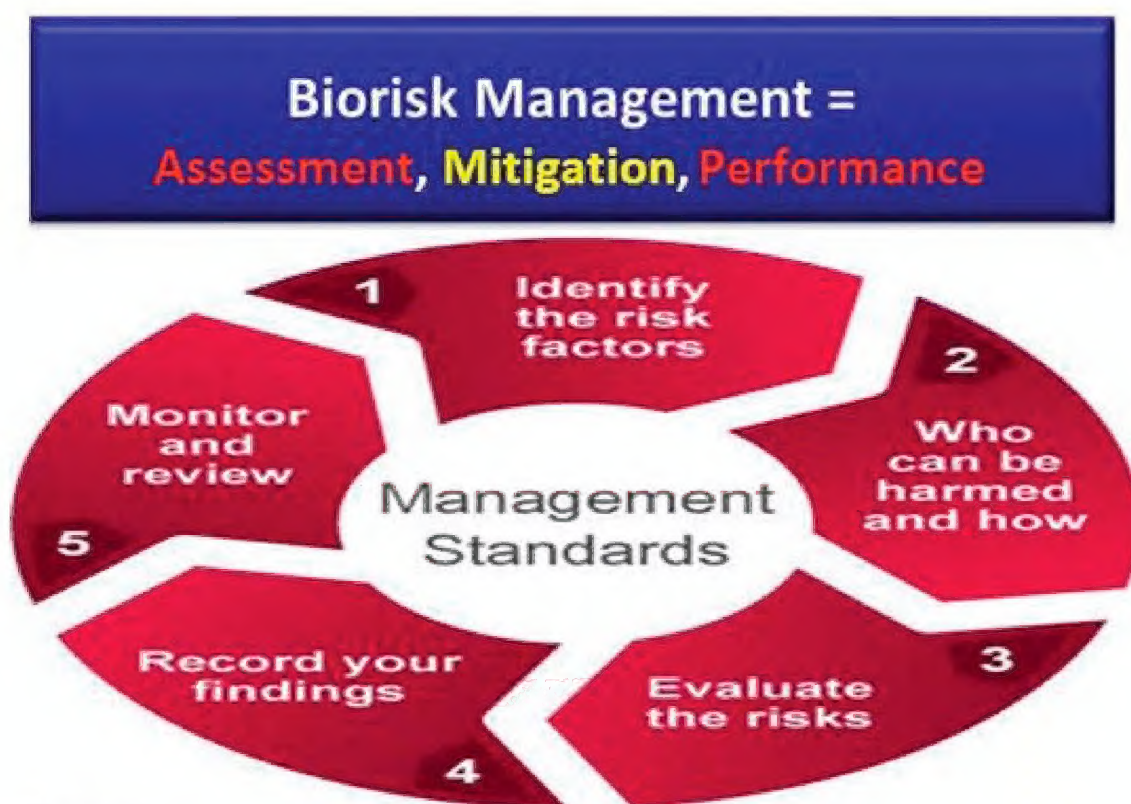 Biorisk Management =
Assessment, Mitigation, Performance
1
Identify
the risk
factors
2
Who
can be
harmed
and how
3
Evaluate
the risks
4
Record your
findings
5
Monitor
and
review
Management
Standards